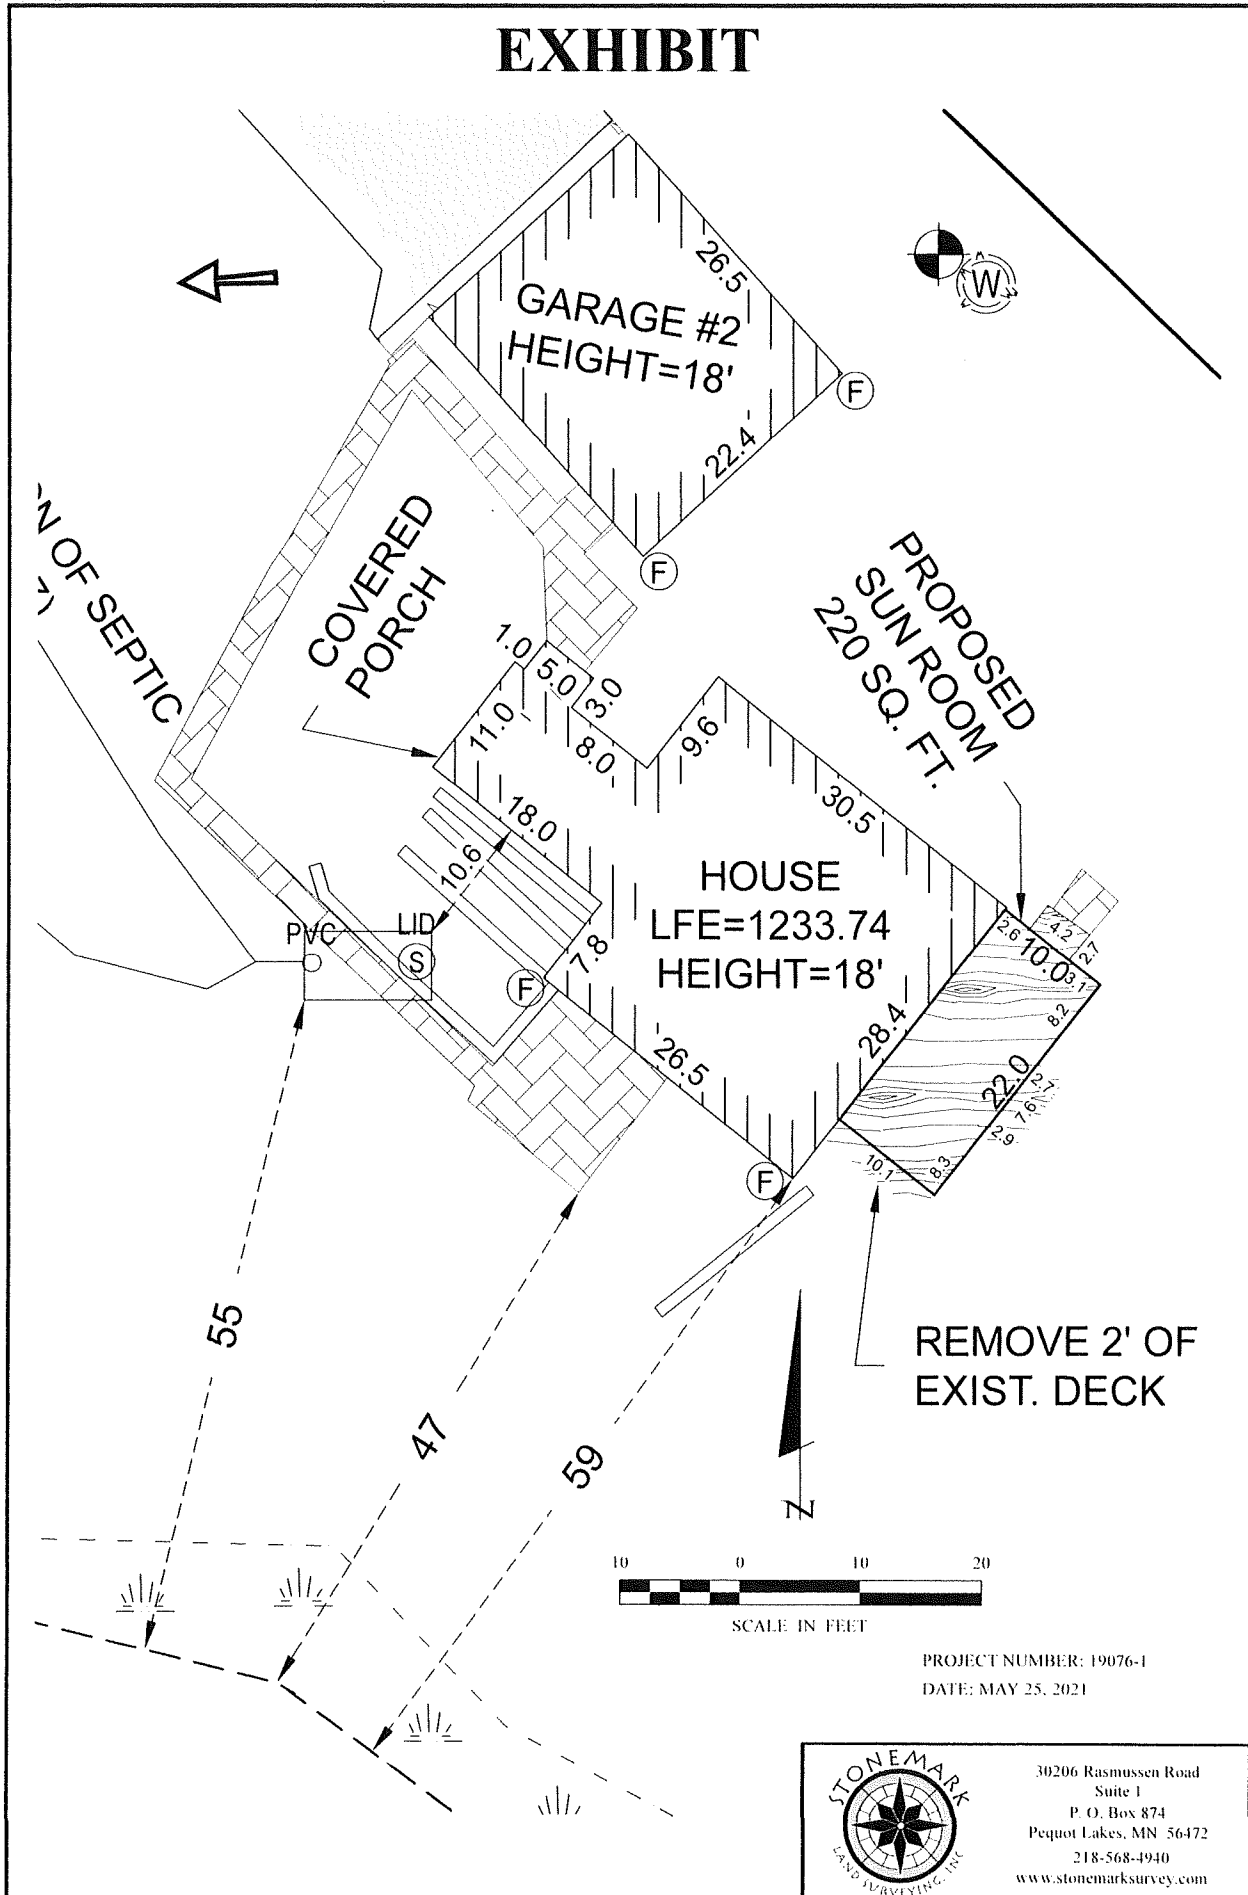 EXHIBIT
26.5
GARAGE #2
HEIGHT=18'
W
F
22.4
F
N OF SEPTIC
COVERED
PORCH
PROPOSED
SUN ROOM
220 SQ. FT.
1.0
5.0
3.0
11.0
8.0
9.6
30.5
18.0
10.6
HOUSE
LFE=1233.74
HEIGHT=18'
PVC
LID
S
F
7.8
26.5
28.4
2.6
4.2
2.7
10.0
3.1
8.2
22.0
2.7
7.6
2.9
8.3
10.1
F
55
47
59
REMOVE 2' OF
EXIST. DECK
N
10 0 10 20
SCALE IN FEET
PROJECT NUMBER: 19076-1
DATE: MAY 25, 2021
STONEMARK
LAND SURVEYING, INC
30206 Rasmussen Road
Suite 1
P. O. Box 874
Pequot Lakes, MN 56472
218-568-4940
www.stonemarksurvey.com